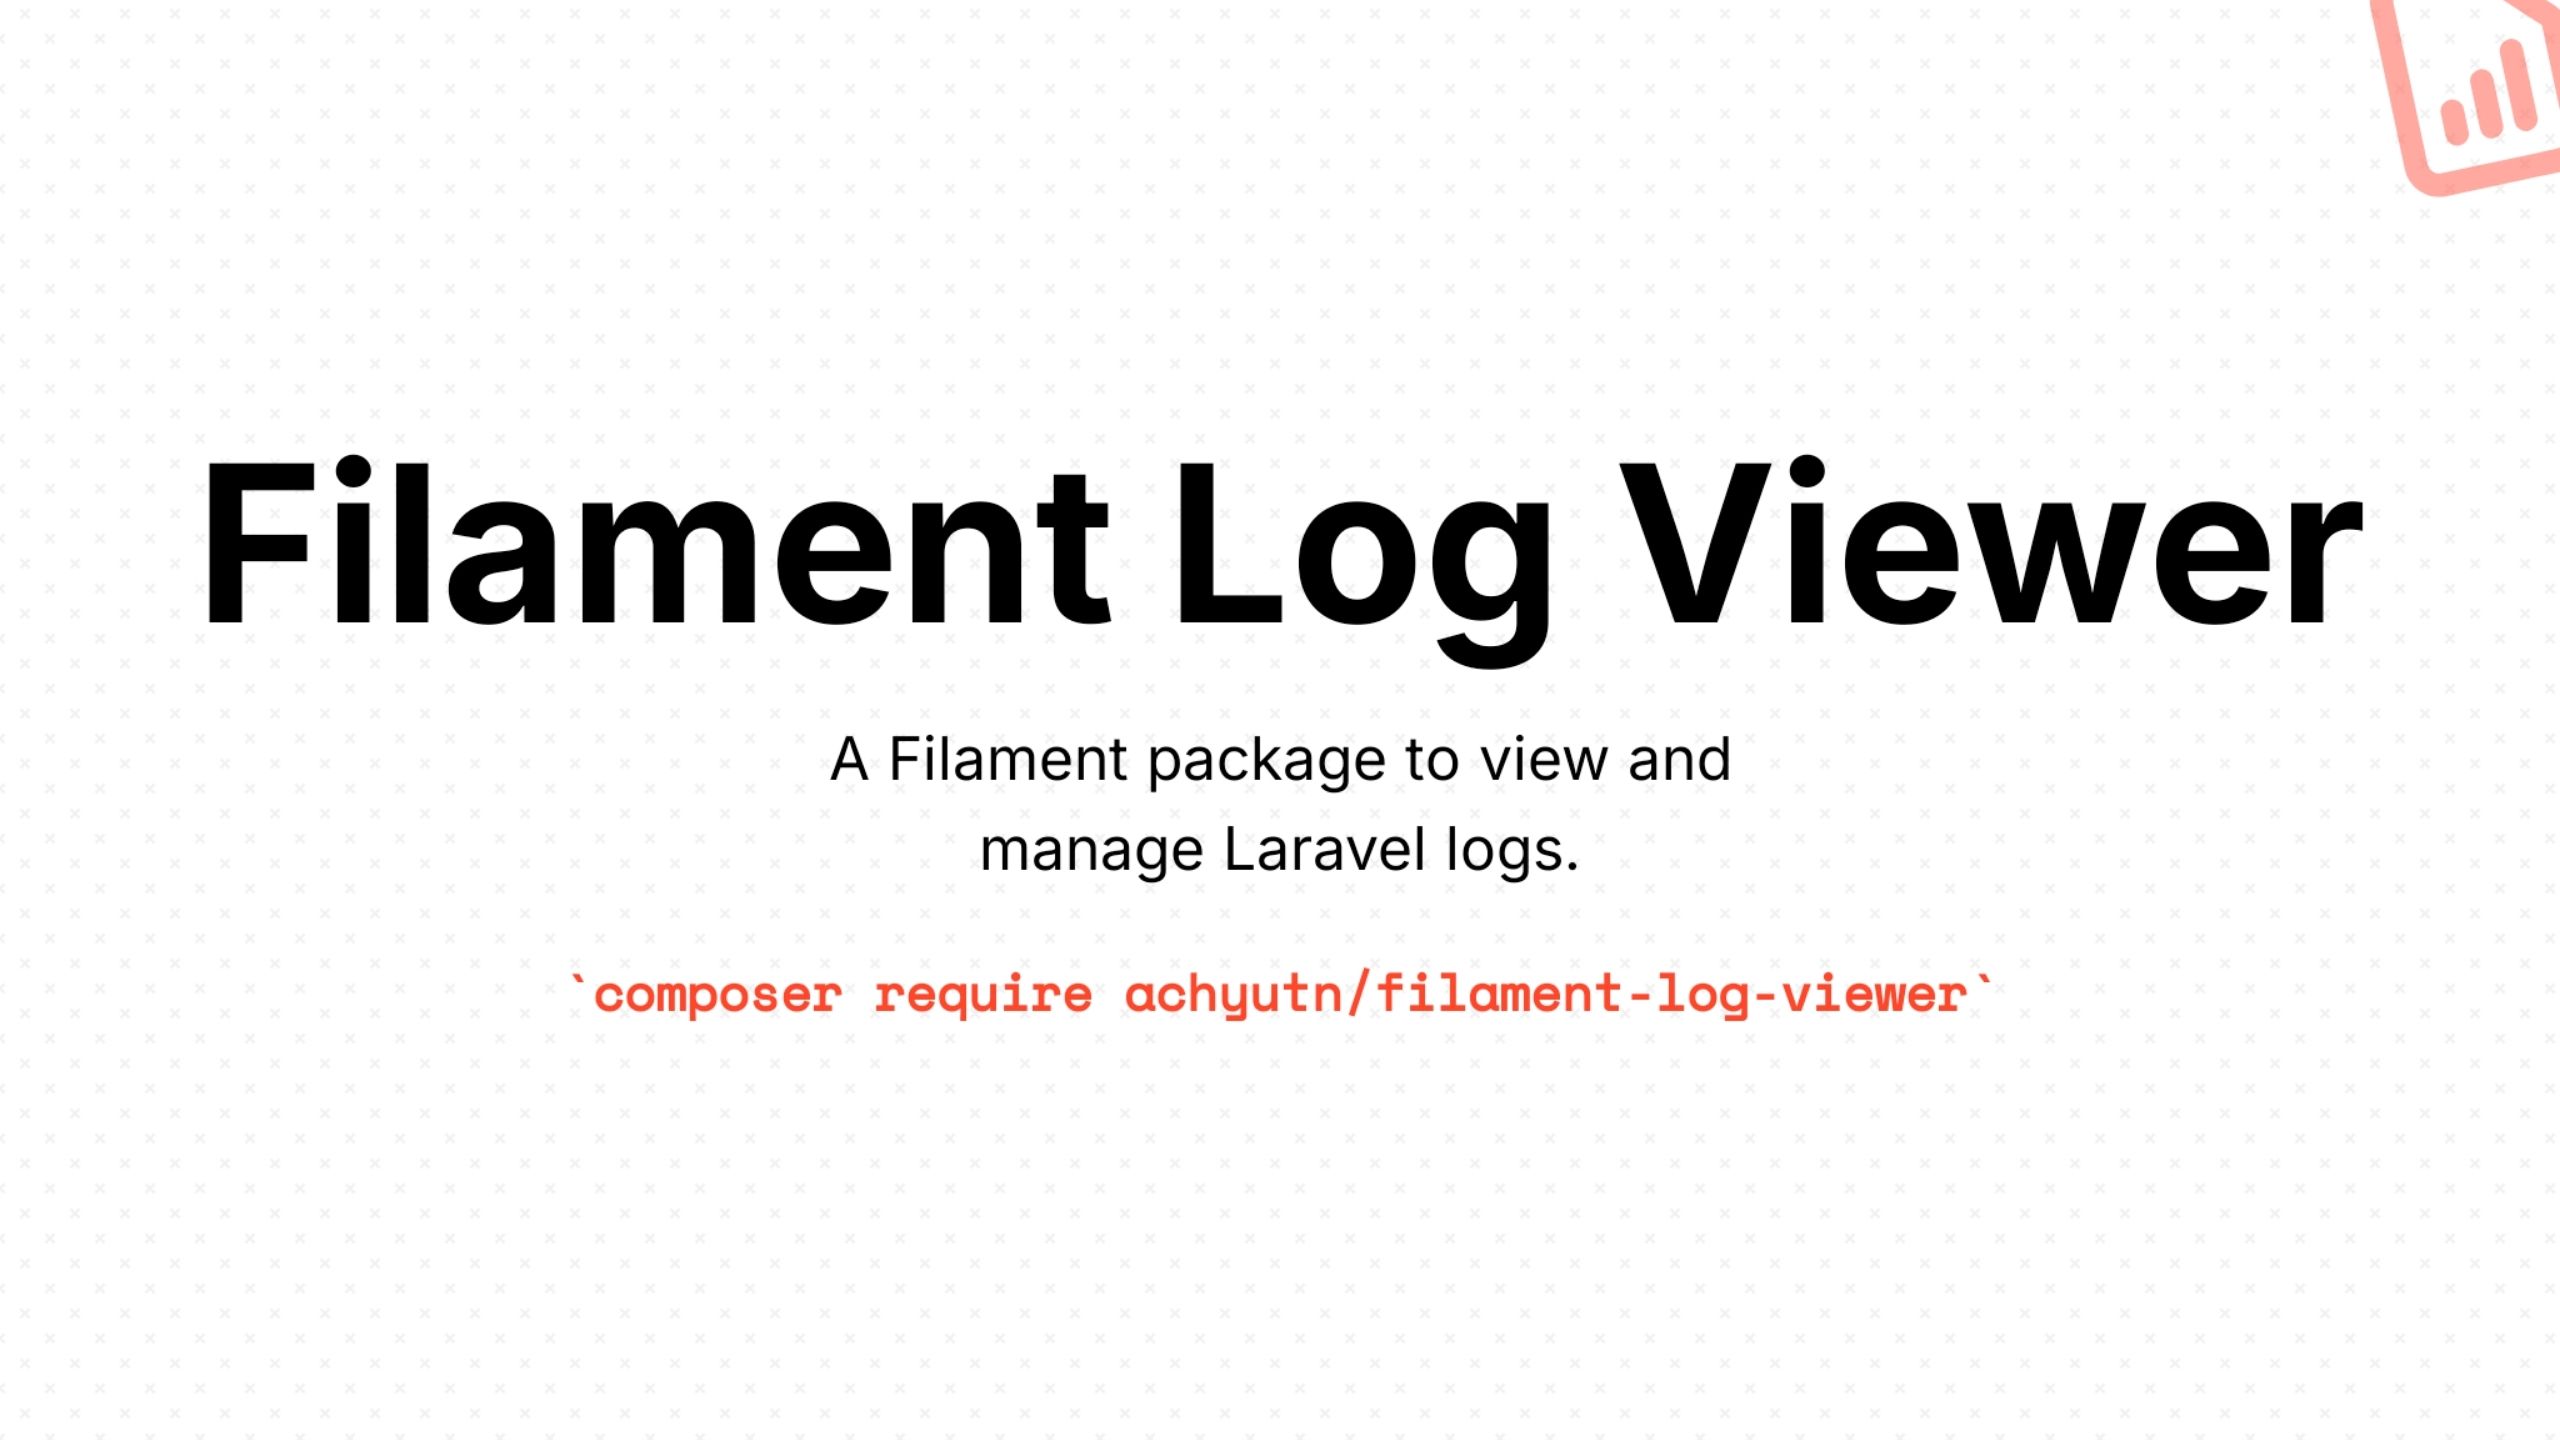 Filament Log Viewer
A Filament package to view and
manage Laravel logs.
`composer require achyutn/filament-log-viewer`